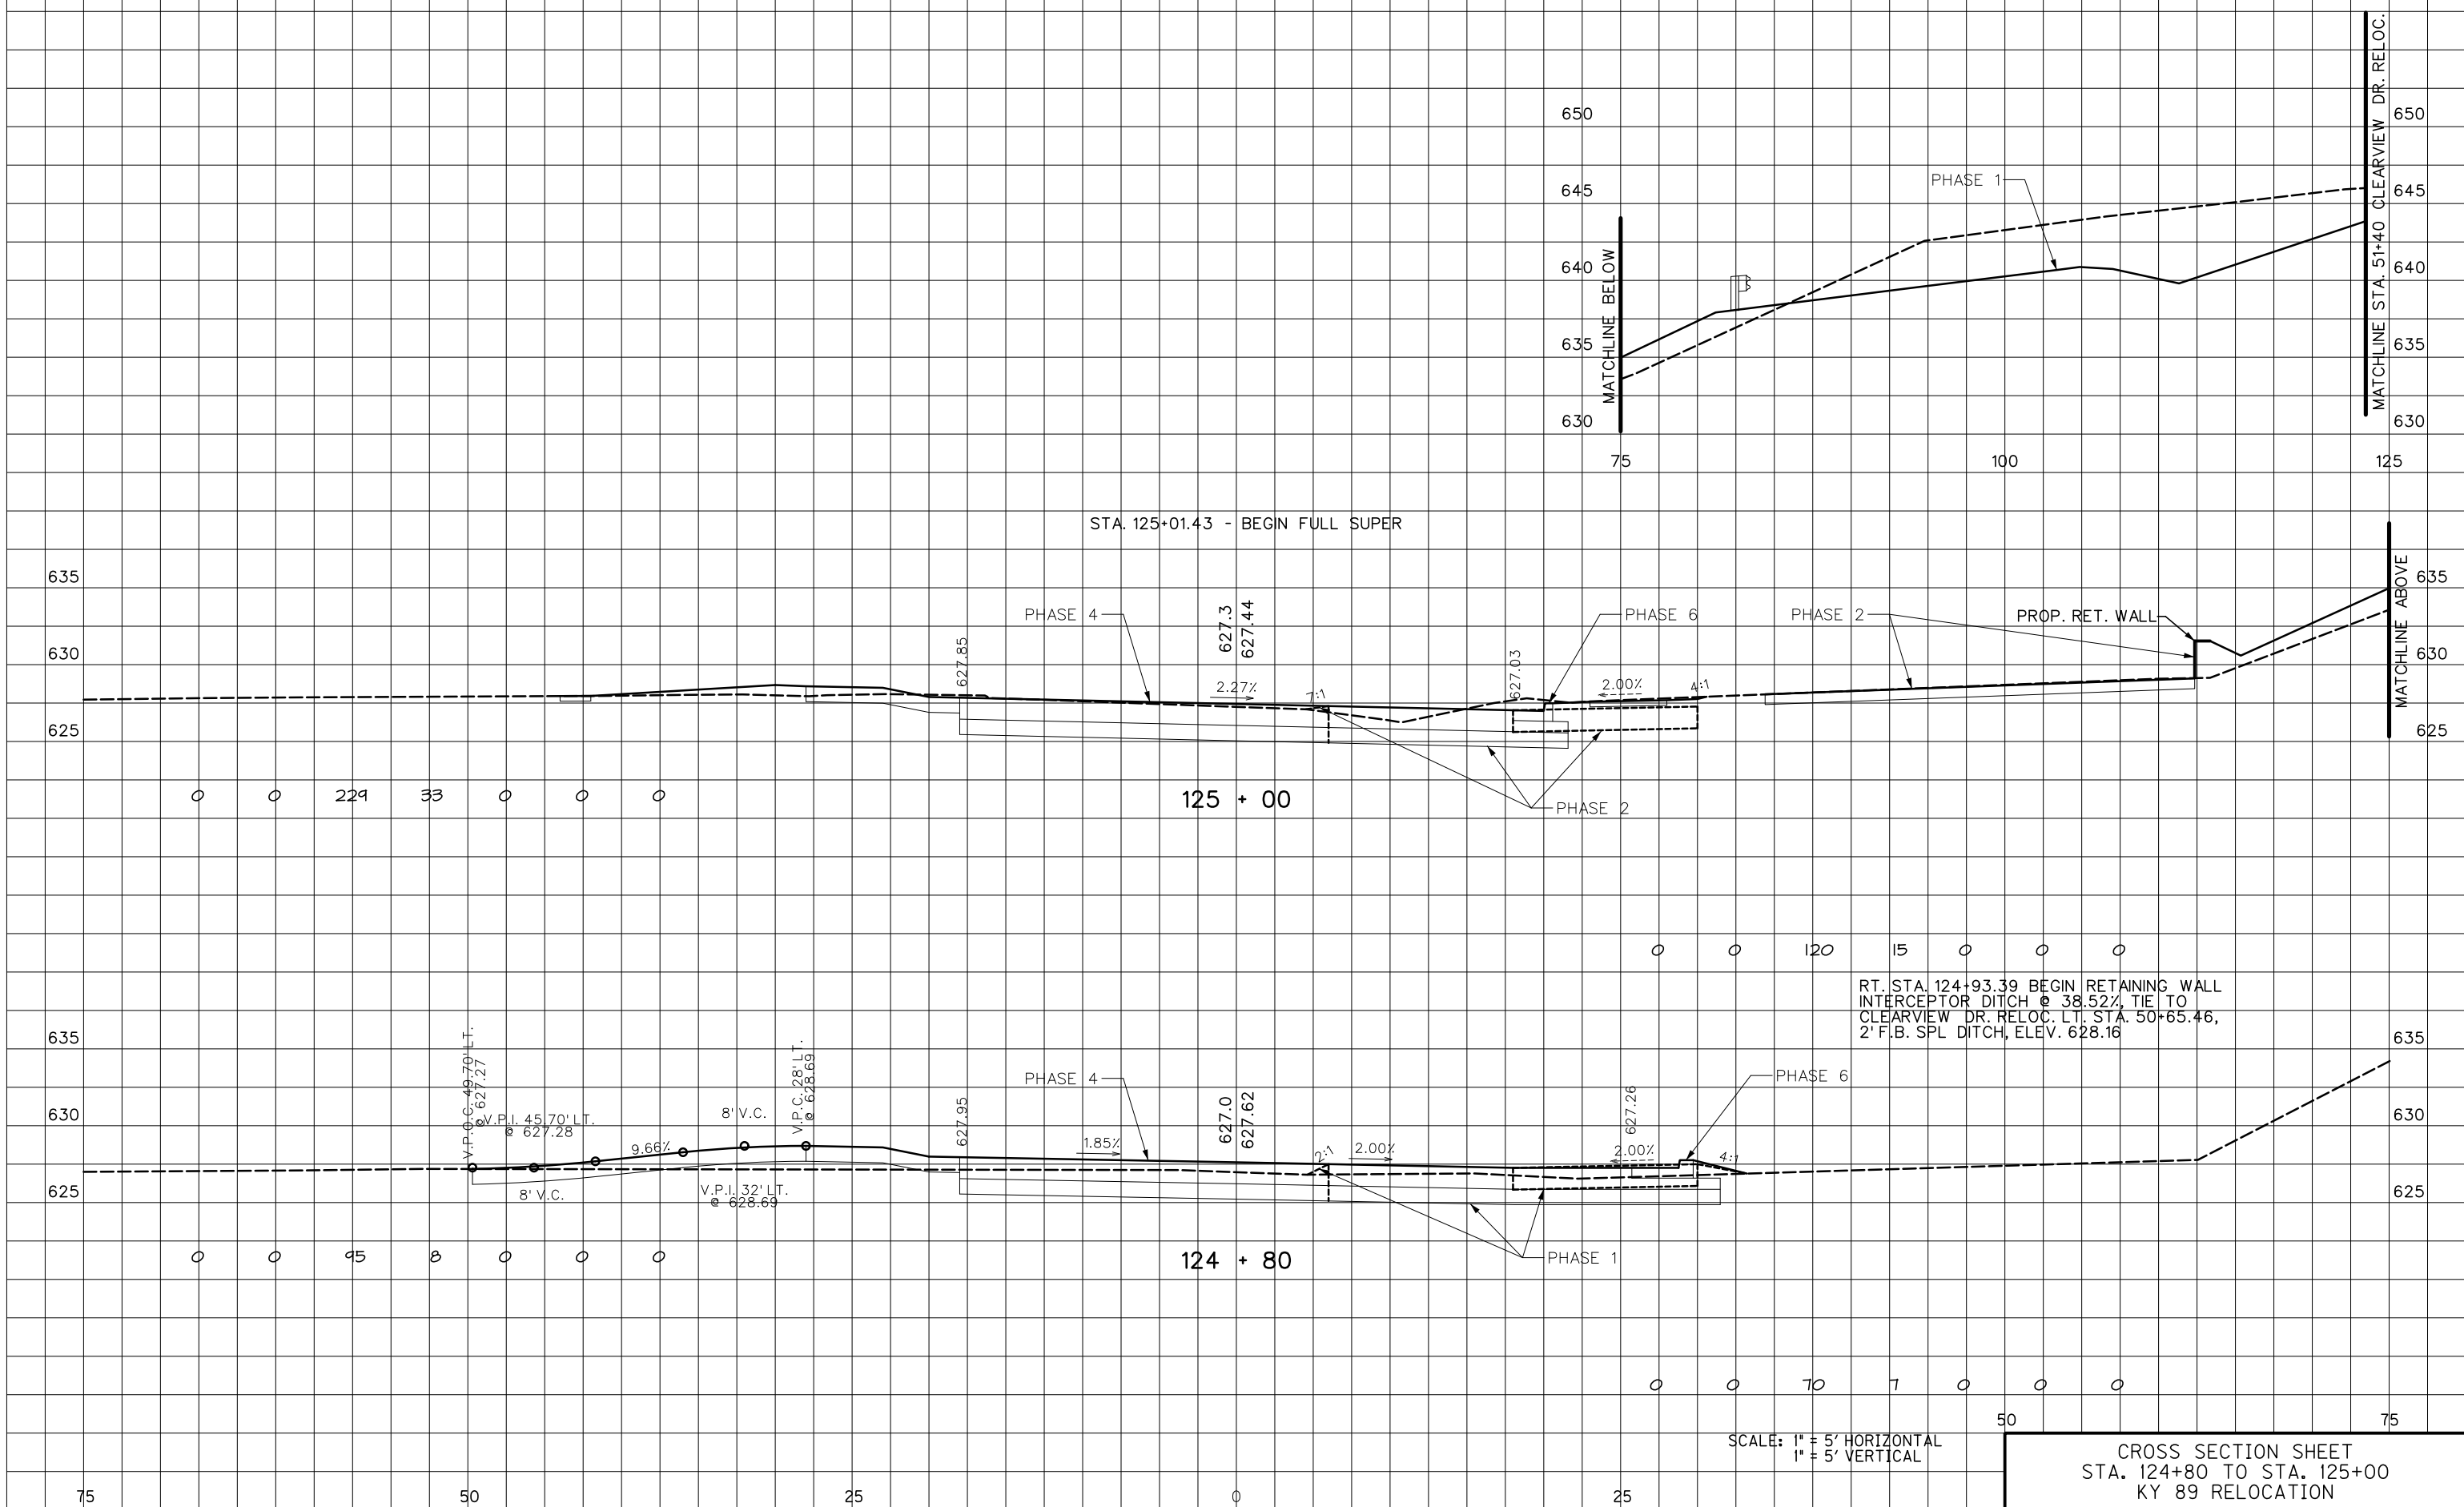 650 650
645 PHASE 1 645
640 640
635 635
630 630
MATCHLINE BELOW
MATCHLINE STA. 51+40 CLEARVIEW DR. RELOC.
75 100 125
STA. 125+01.43 - BEGIN FULL SUPER
635 635
630 630
625 625
627.85
PHASE 4
627.3
627.44
2.27%
7:1
627.03
PHASE 6
2.00%
4:1
PHASE 2
PROP. RET. WALL
MATCHLINE ABOVE
0 0 229 33 0 0 0
125 + 00
PHASE 2
0 0 120 15 0 0 0
RT. STA. 124+93.39 BEGIN RETAINING WALL
INTERCEPTOR DITCH @ 38.52%, TIE TO
CLEARVIEW DR. RELOC. LT. STA. 50+65.46,
2' F.B. SPL DITCH, ELEV. 628.16
635 635
630 630
625 625
V.P.O.C. 49.70' LT.
@ 627.27
V.P.I. 45.70' LT.
@ 627.28
8' V.C.
9.66%
8' V.C.
V.P.C. 28' LT.
@ 628.69
V.P.I. 32' LT.
@ 628.69
627.95
PHASE 4
1.85%
627.0
627.62
2:1
2.00%
627.26
2.00%
PHASE 6
4:1
0 0 95 8 0 0 0
124 + 80
PHASE 1
0 0 70 7 0 0 0
50 75
SCALE: 1" = 5' HORIZONTAL
1" = 5' VERTICAL
CROSS SECTION SHEET
STA. 124+80 TO STA. 125+00
KY 89 RELOCATION
75 50 25 0 25